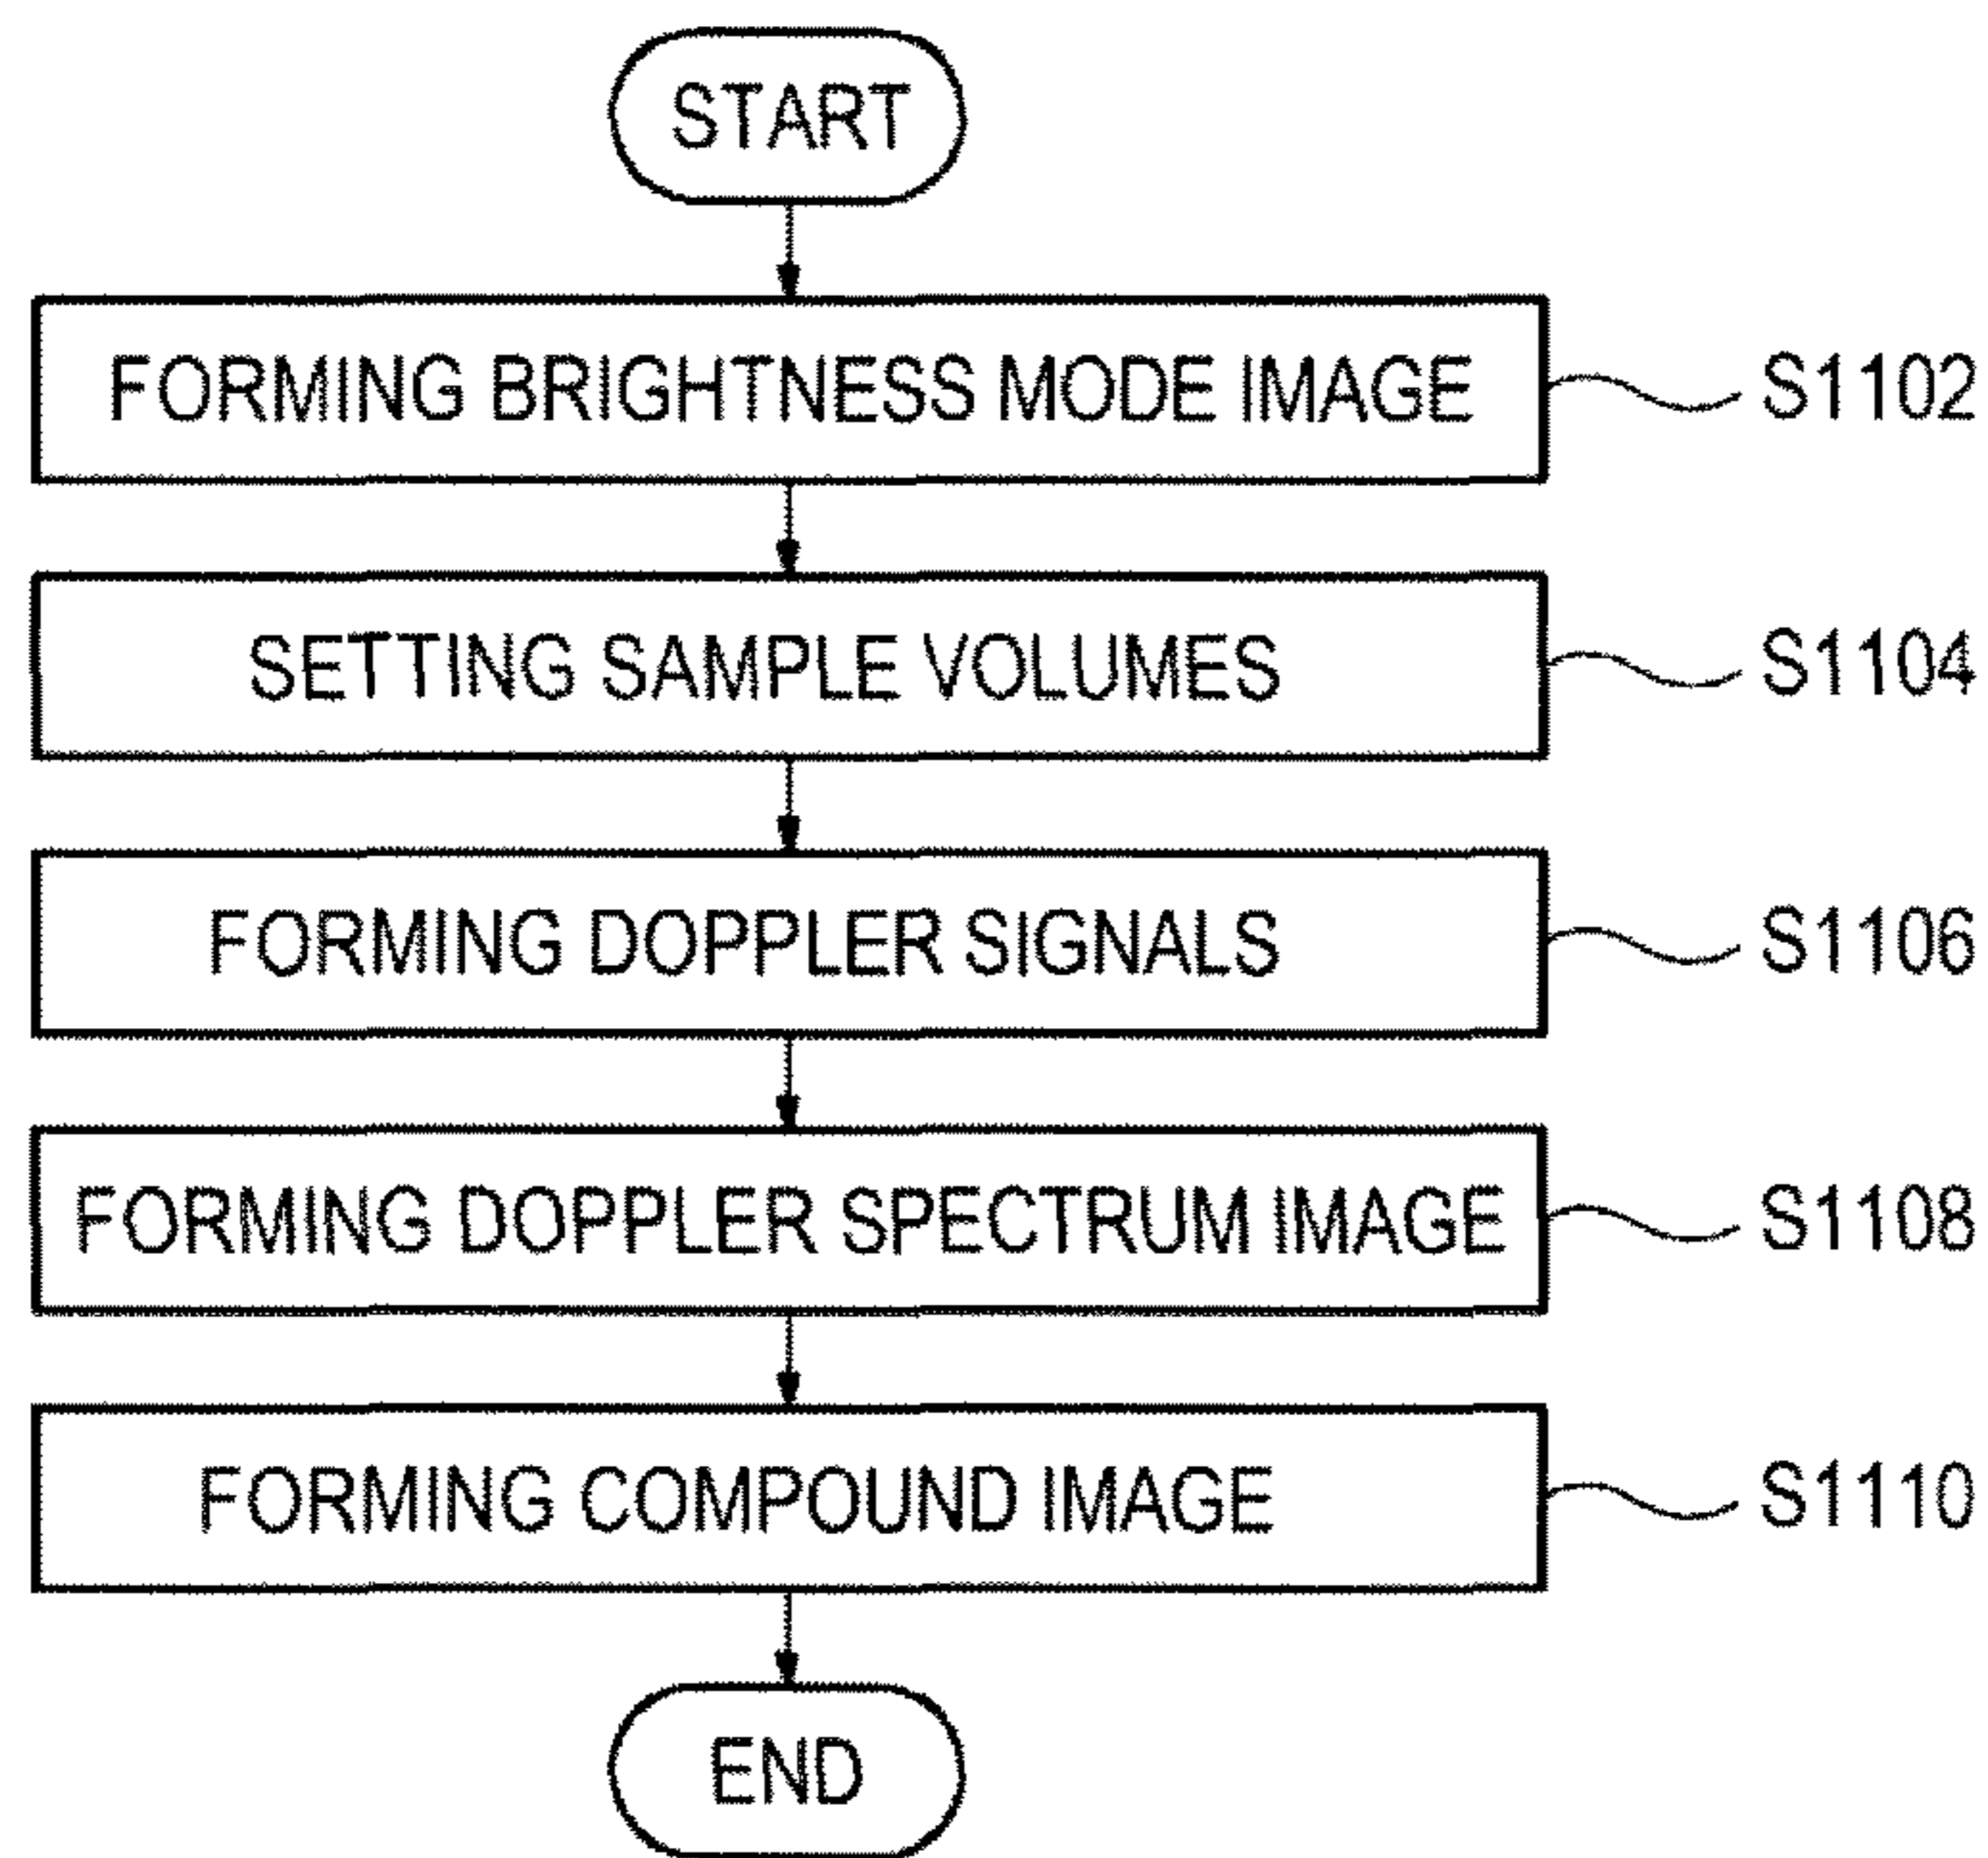 START
FORMING BRIGHTNESS MODE IMAGE S1102
SETTING SAMPLE VOLUMES S1104
FORMING DOPPLER SIGNALS S1106
FORMING DOPPLER SPECTRUM IMAGE S1108
FORMING COMPOUND IMAGE S1110
END